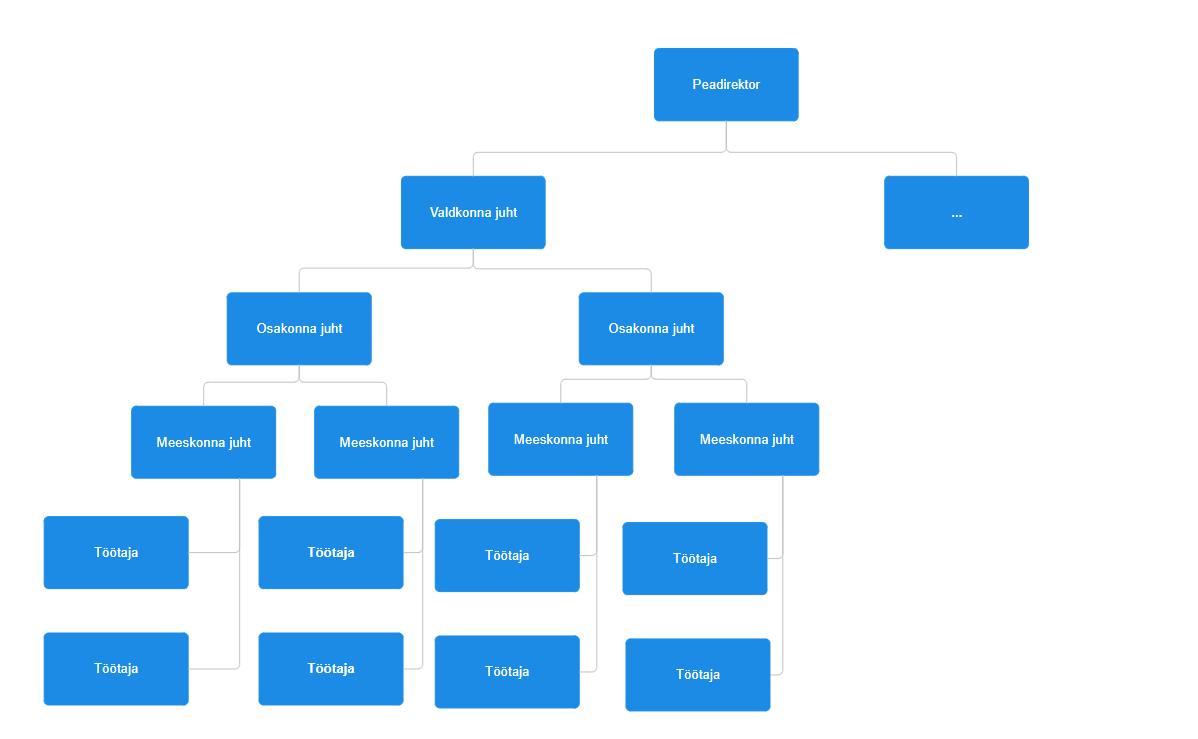 Peadirektor
Valdkonna juht
...
Osakonna juht
Osakonna juht
Meeskonna juht
Meeskonna juht
Meeskonna juht
Meeskonna juht
Töötaja
Töötaja
Töötaja
Töötaja
Töötaja
Töötaja
Töötaja
Töötaja